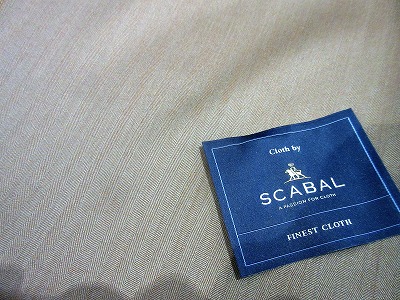 Cloth by
SCABAL
A PASSION FOR CLOTH
FINEST CLOTH